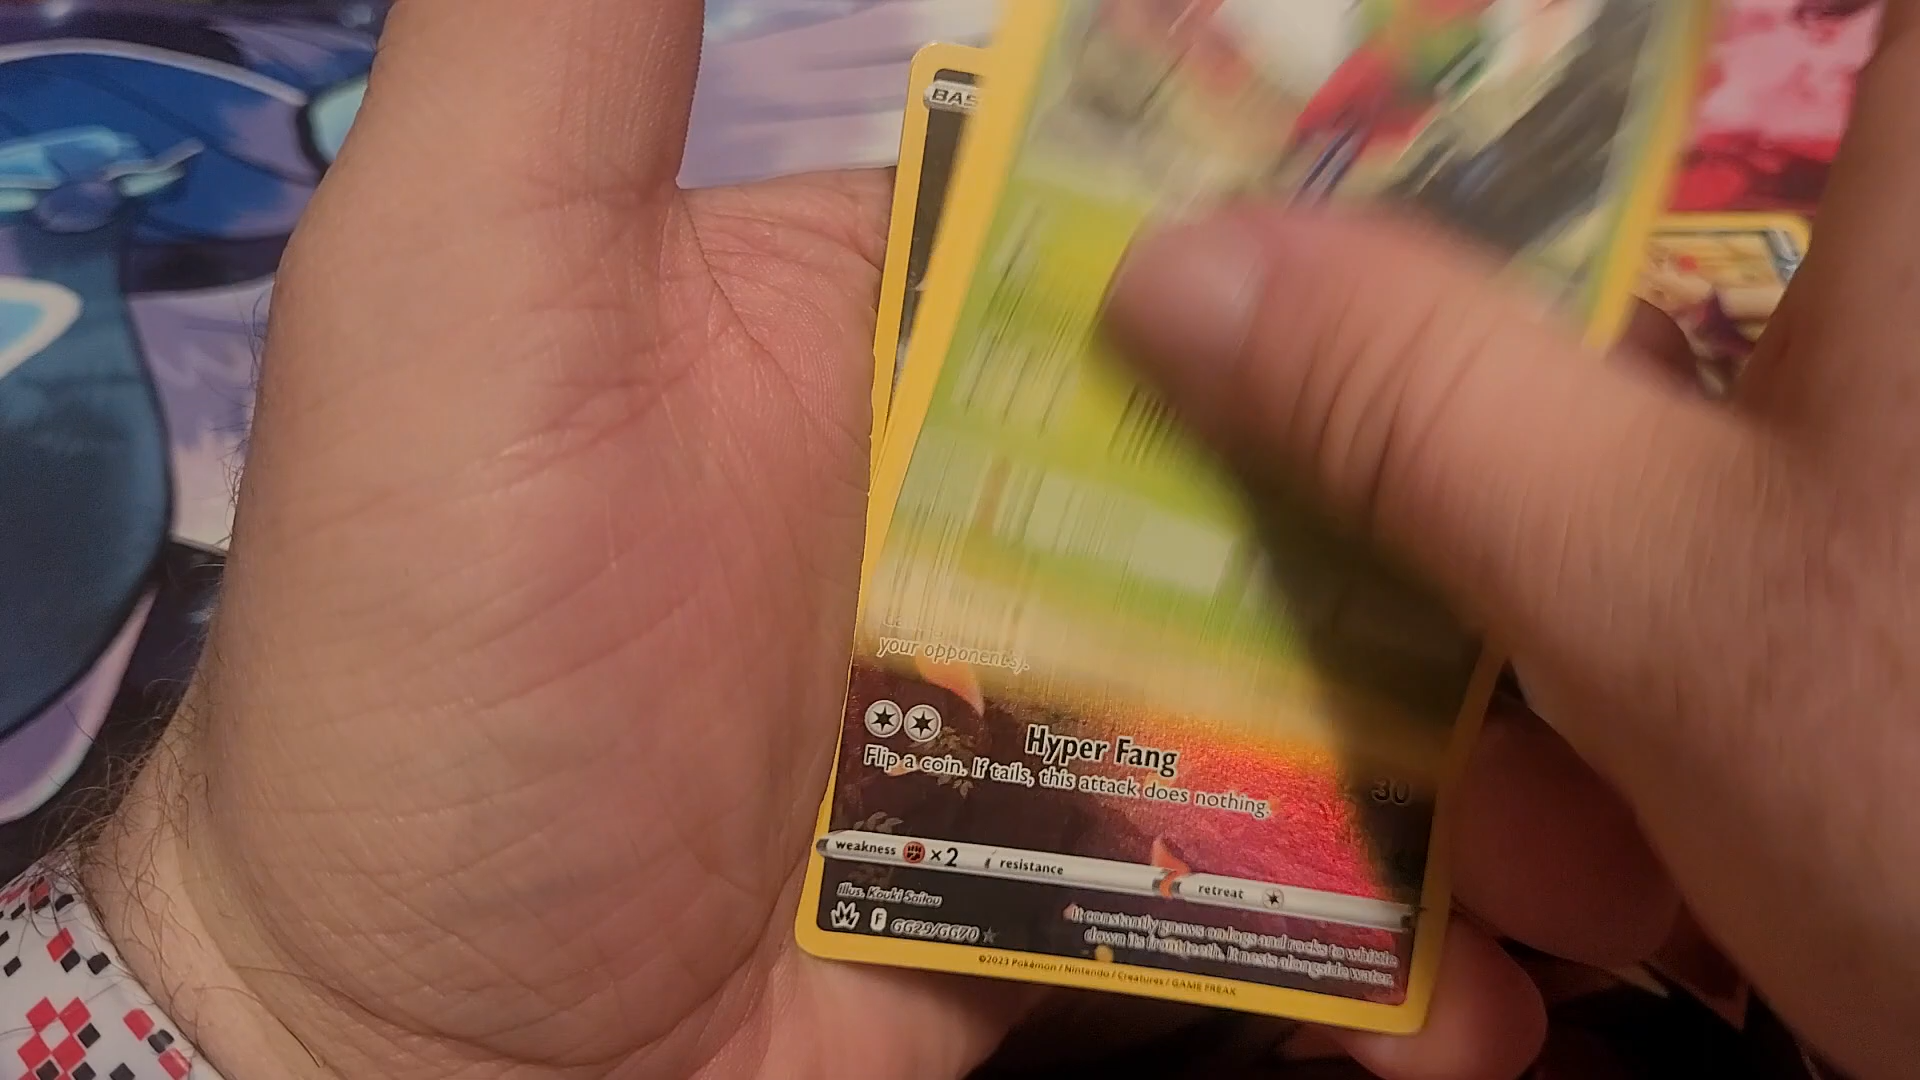 BAS
your opponent's).
Hyper Fang
30
Flip a coin. If tails, this attack does nothing.
weakness ×2 resistance retreat
Illus. Kouki Saitou
F GG29/GG70
It constantly gnaws on logs and rocks to whittle
down its front teeth. It nests alongside water.
©2023 Pokémon / Nintendo / Creatures / GAME FREAK